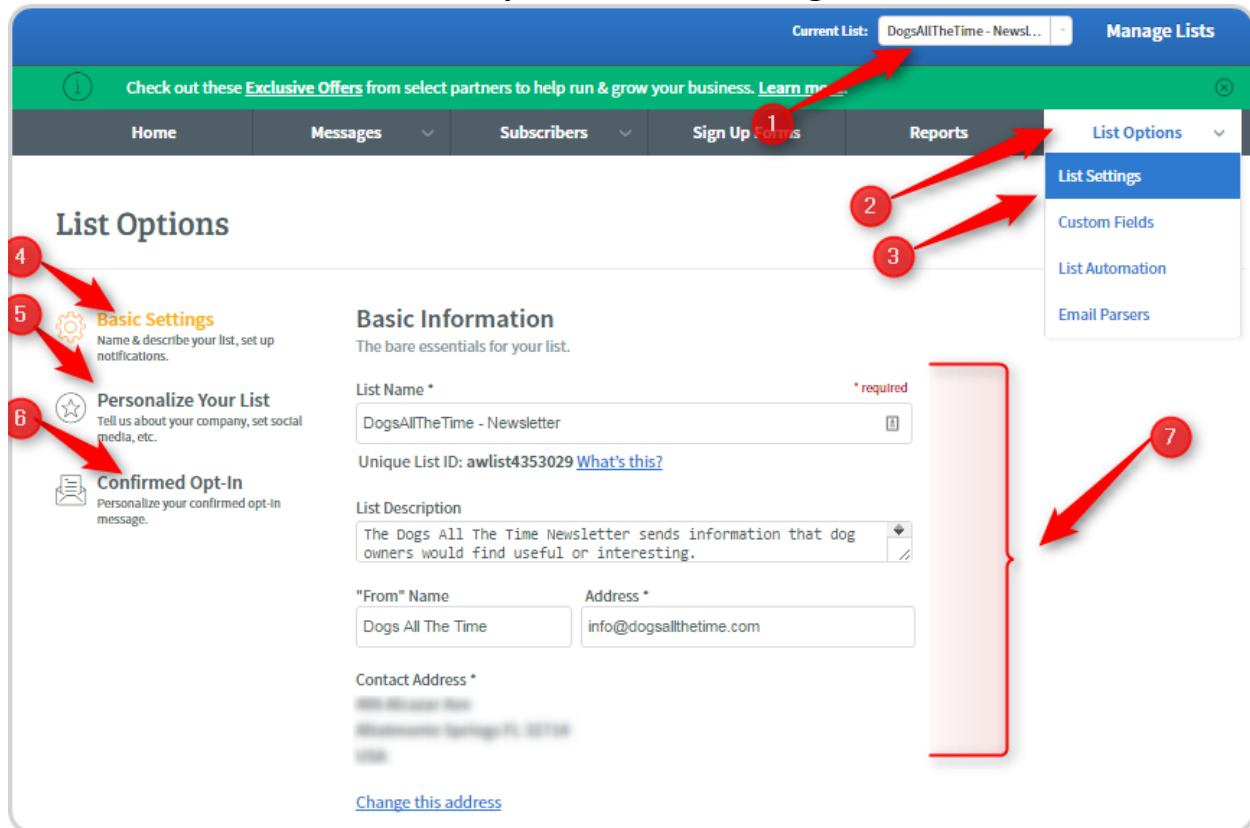 Current List: DogsAllTheTime - Newsl... Manage Lists
Check out these Exclusive Offers from select partners to help run & grow your business. Learn
1
Home Messages Subscribers Sign Up Reports List Options
List Settings
2
Custom Fields
3
List Automation
Email Parsers
List Options
4
5
Basic Settings
Name & describe your list, set up
notifications.
Personalize Your List
6
Tell us about your company, set social
media, etc.
Confirmed Opt-In
Personalize your confirmed opt-in
message.
Basic Information
The bare essentials for your list.
List Name * * required
DogsAllTheTime - Newsletter
7
Unique List ID: awlist4353029 What's this?
List Description
The Dogs All The Time Newsletter sends information that dog
owners would find useful or interesting.
"From" Name Address *
Dogs All The Time info@dogsallthetime.com
Contact Address *
Change this address